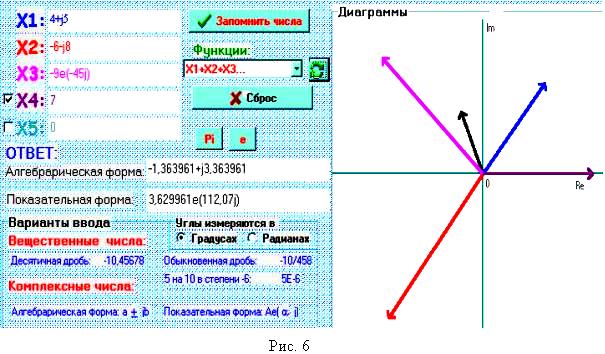 X1: 4+j5
Запомнить числа
X2: -6-j8
Функции:
X3: -9e(-45j)
X1+X2+X3...
X4: 7
Сброс
X5: 0
Pi e
ОТВЕТ:
Алгебрарическая форма: -1,363961+j3,363961
Показательная форма: 3,629961e(112,07j)
Варианты ввода
Углы измеряются в
Вещественные числа:
Градусах Радианах
Десятичная дробь: -10,45678 Обыкновенная дробь: -10/458
5 на 10 в степени -6: 5E-6
Комплексные числа:
Алгебрарическая форма: a ± jb Показательная форма: Ae( α· j)
Диаграммы
Im
0
Re
Рис. 6